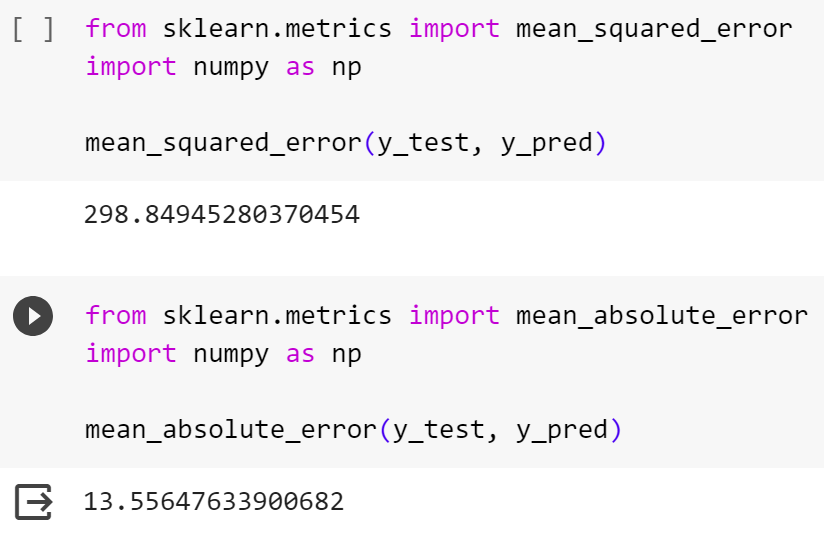 [ ] from sklearn.metrics import mean_squared_error
import numpy as np
mean_squared_error(y_test, y_pred)
298.84945280370454
from sklearn.metrics import mean_absolute_error
import numpy as np
mean_absolute_error(y_test, y_pred)
13.55647633900682